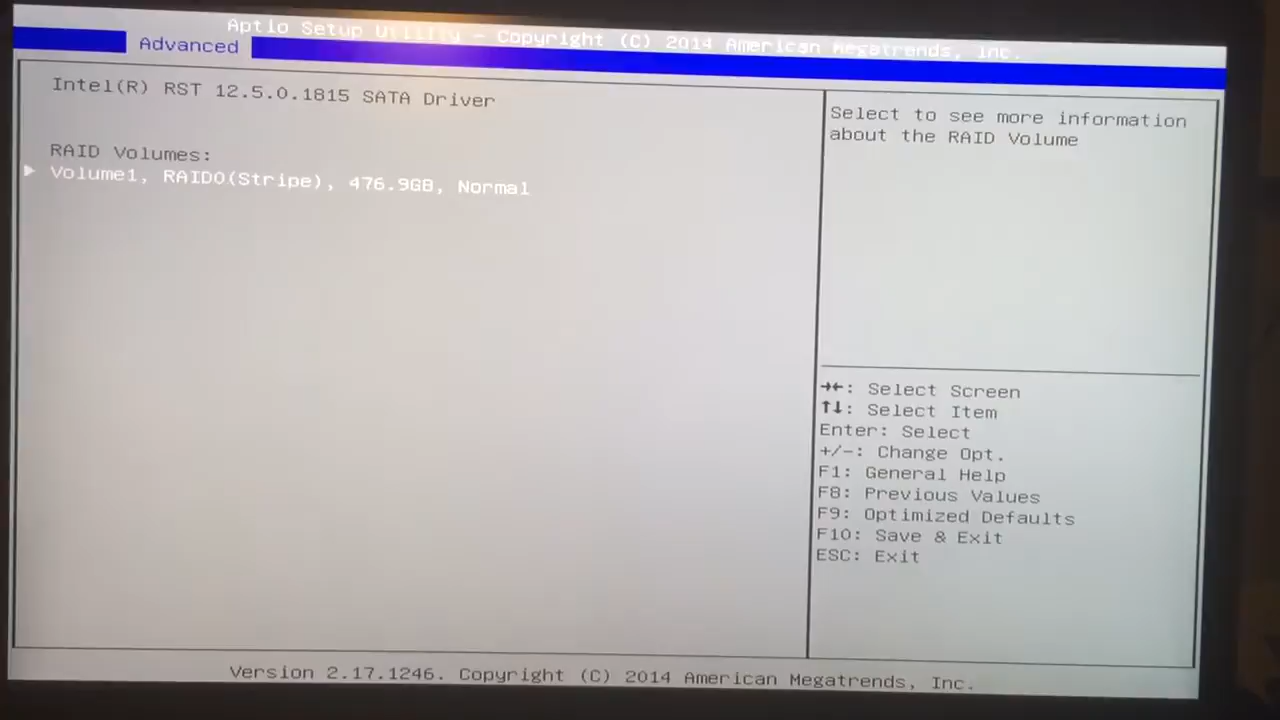 Aptio Setup Utility - Copyright (C) 2014 American Megatrends, Inc.
Advanced
Intel(R) RST 12.5.0.1815 SATA Driver
RAID Volumes:
Volume1, RAID0(Stripe), 476.9GB, Normal
Select to see more information
about the RAID Volume
→←: Select Screen
↑↓: Select Item
Enter: Select
+/-: Change Opt.
F1: General Help
F8: Previous Values
F9: Optimized Defaults
F10: Save & Exit
ESC: Exit
Version 2.17.1246. Copyright (C) 2014 American Megatrends, Inc.